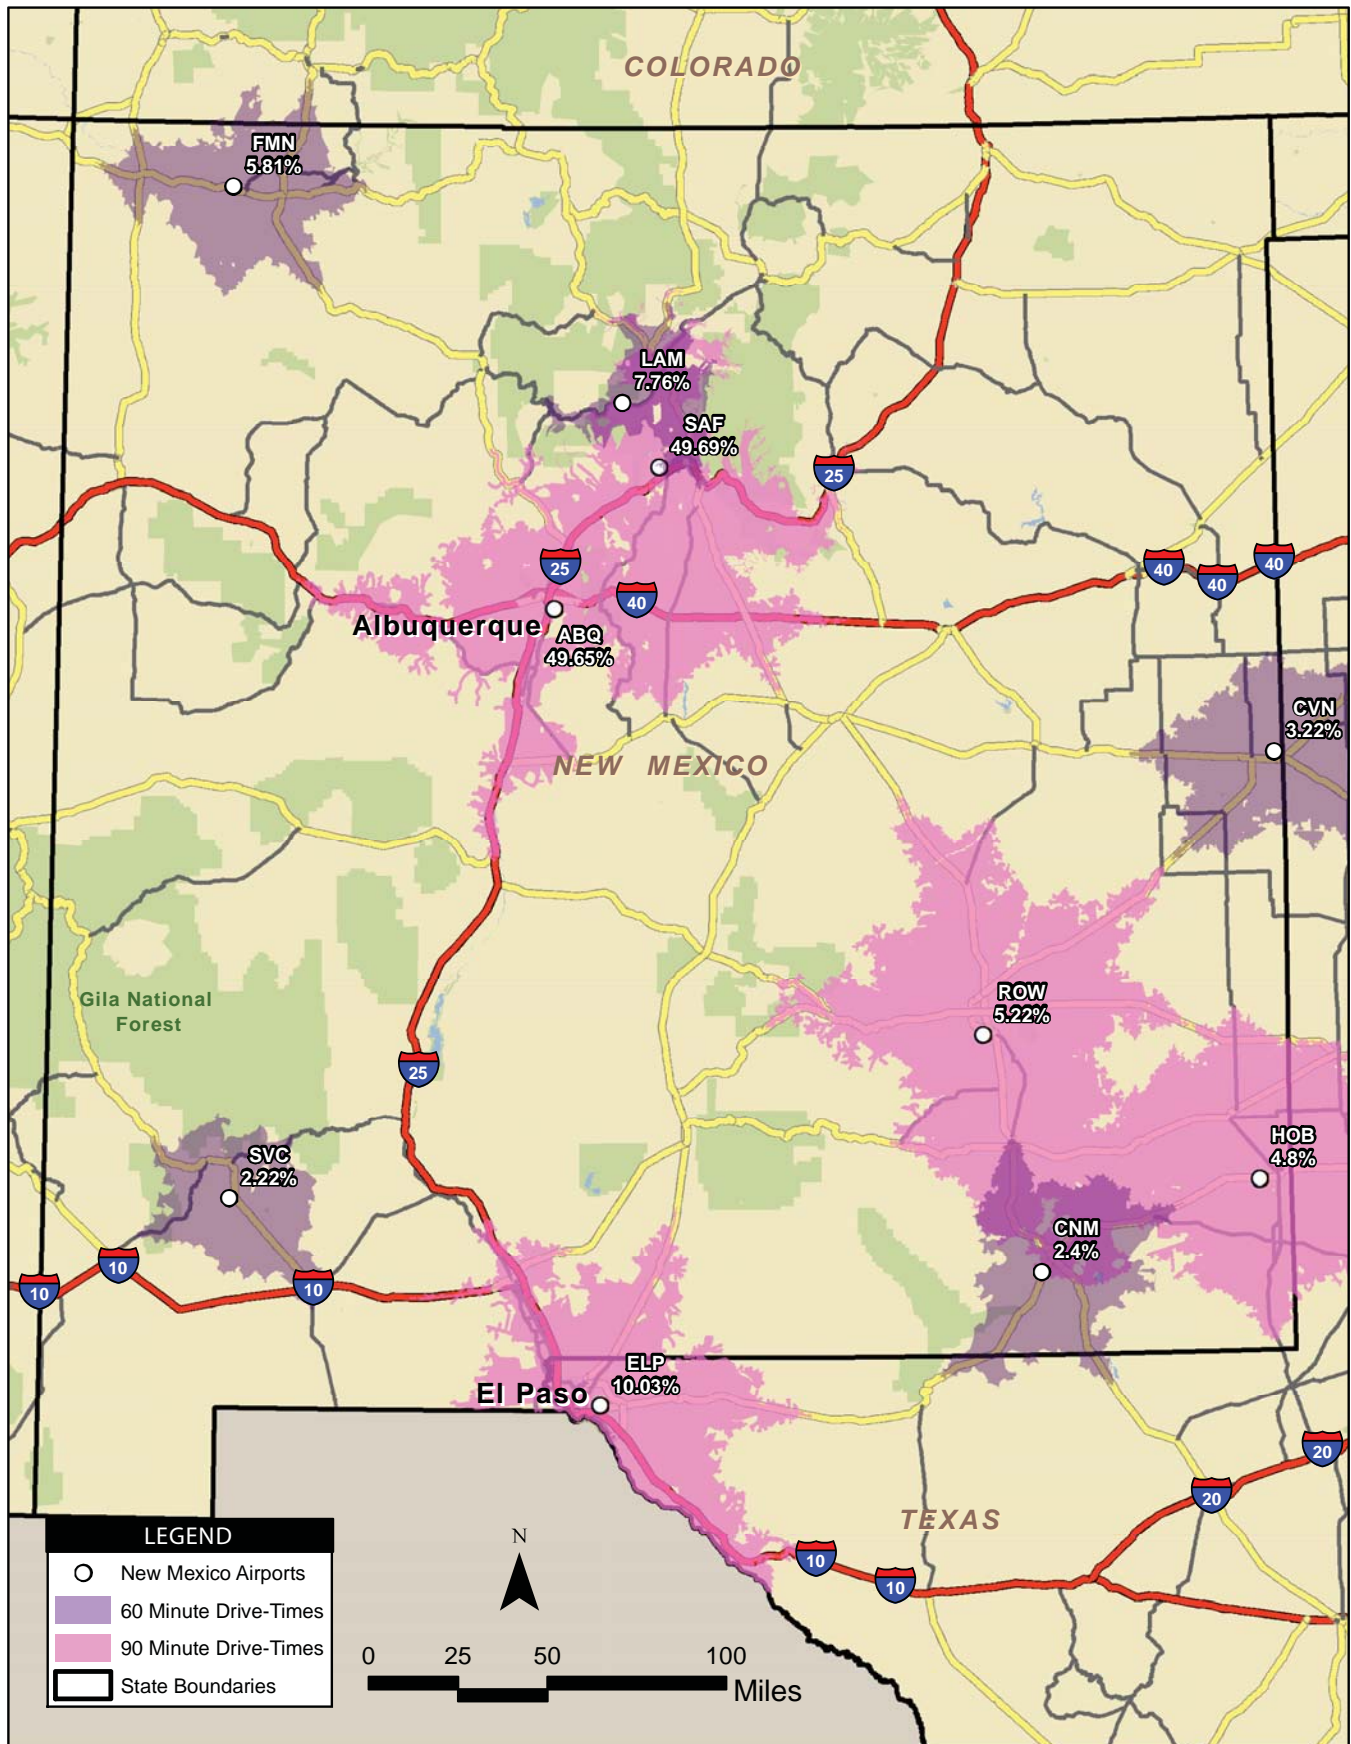 COLORADO
FMN
5.81%
LAM
7.76%
SAF
49.69%
25
25
40
40
40
40
Albuquerque
ABQ
49.65%
CVN
3.22%
NEW MEXICO
Gila National
Forest
ROW
5.22%
25
HOB
4.8%
SVC
2.22%
CNM
2.4%
10
10
10
ELP
10.03%
El Paso
20
20
TEXAS
10
10
LEGEND
New Mexico Airports
60 Minute Drive-Times
90 Minute Drive-Times
State Boundaries
N
0 25 50 100
Miles